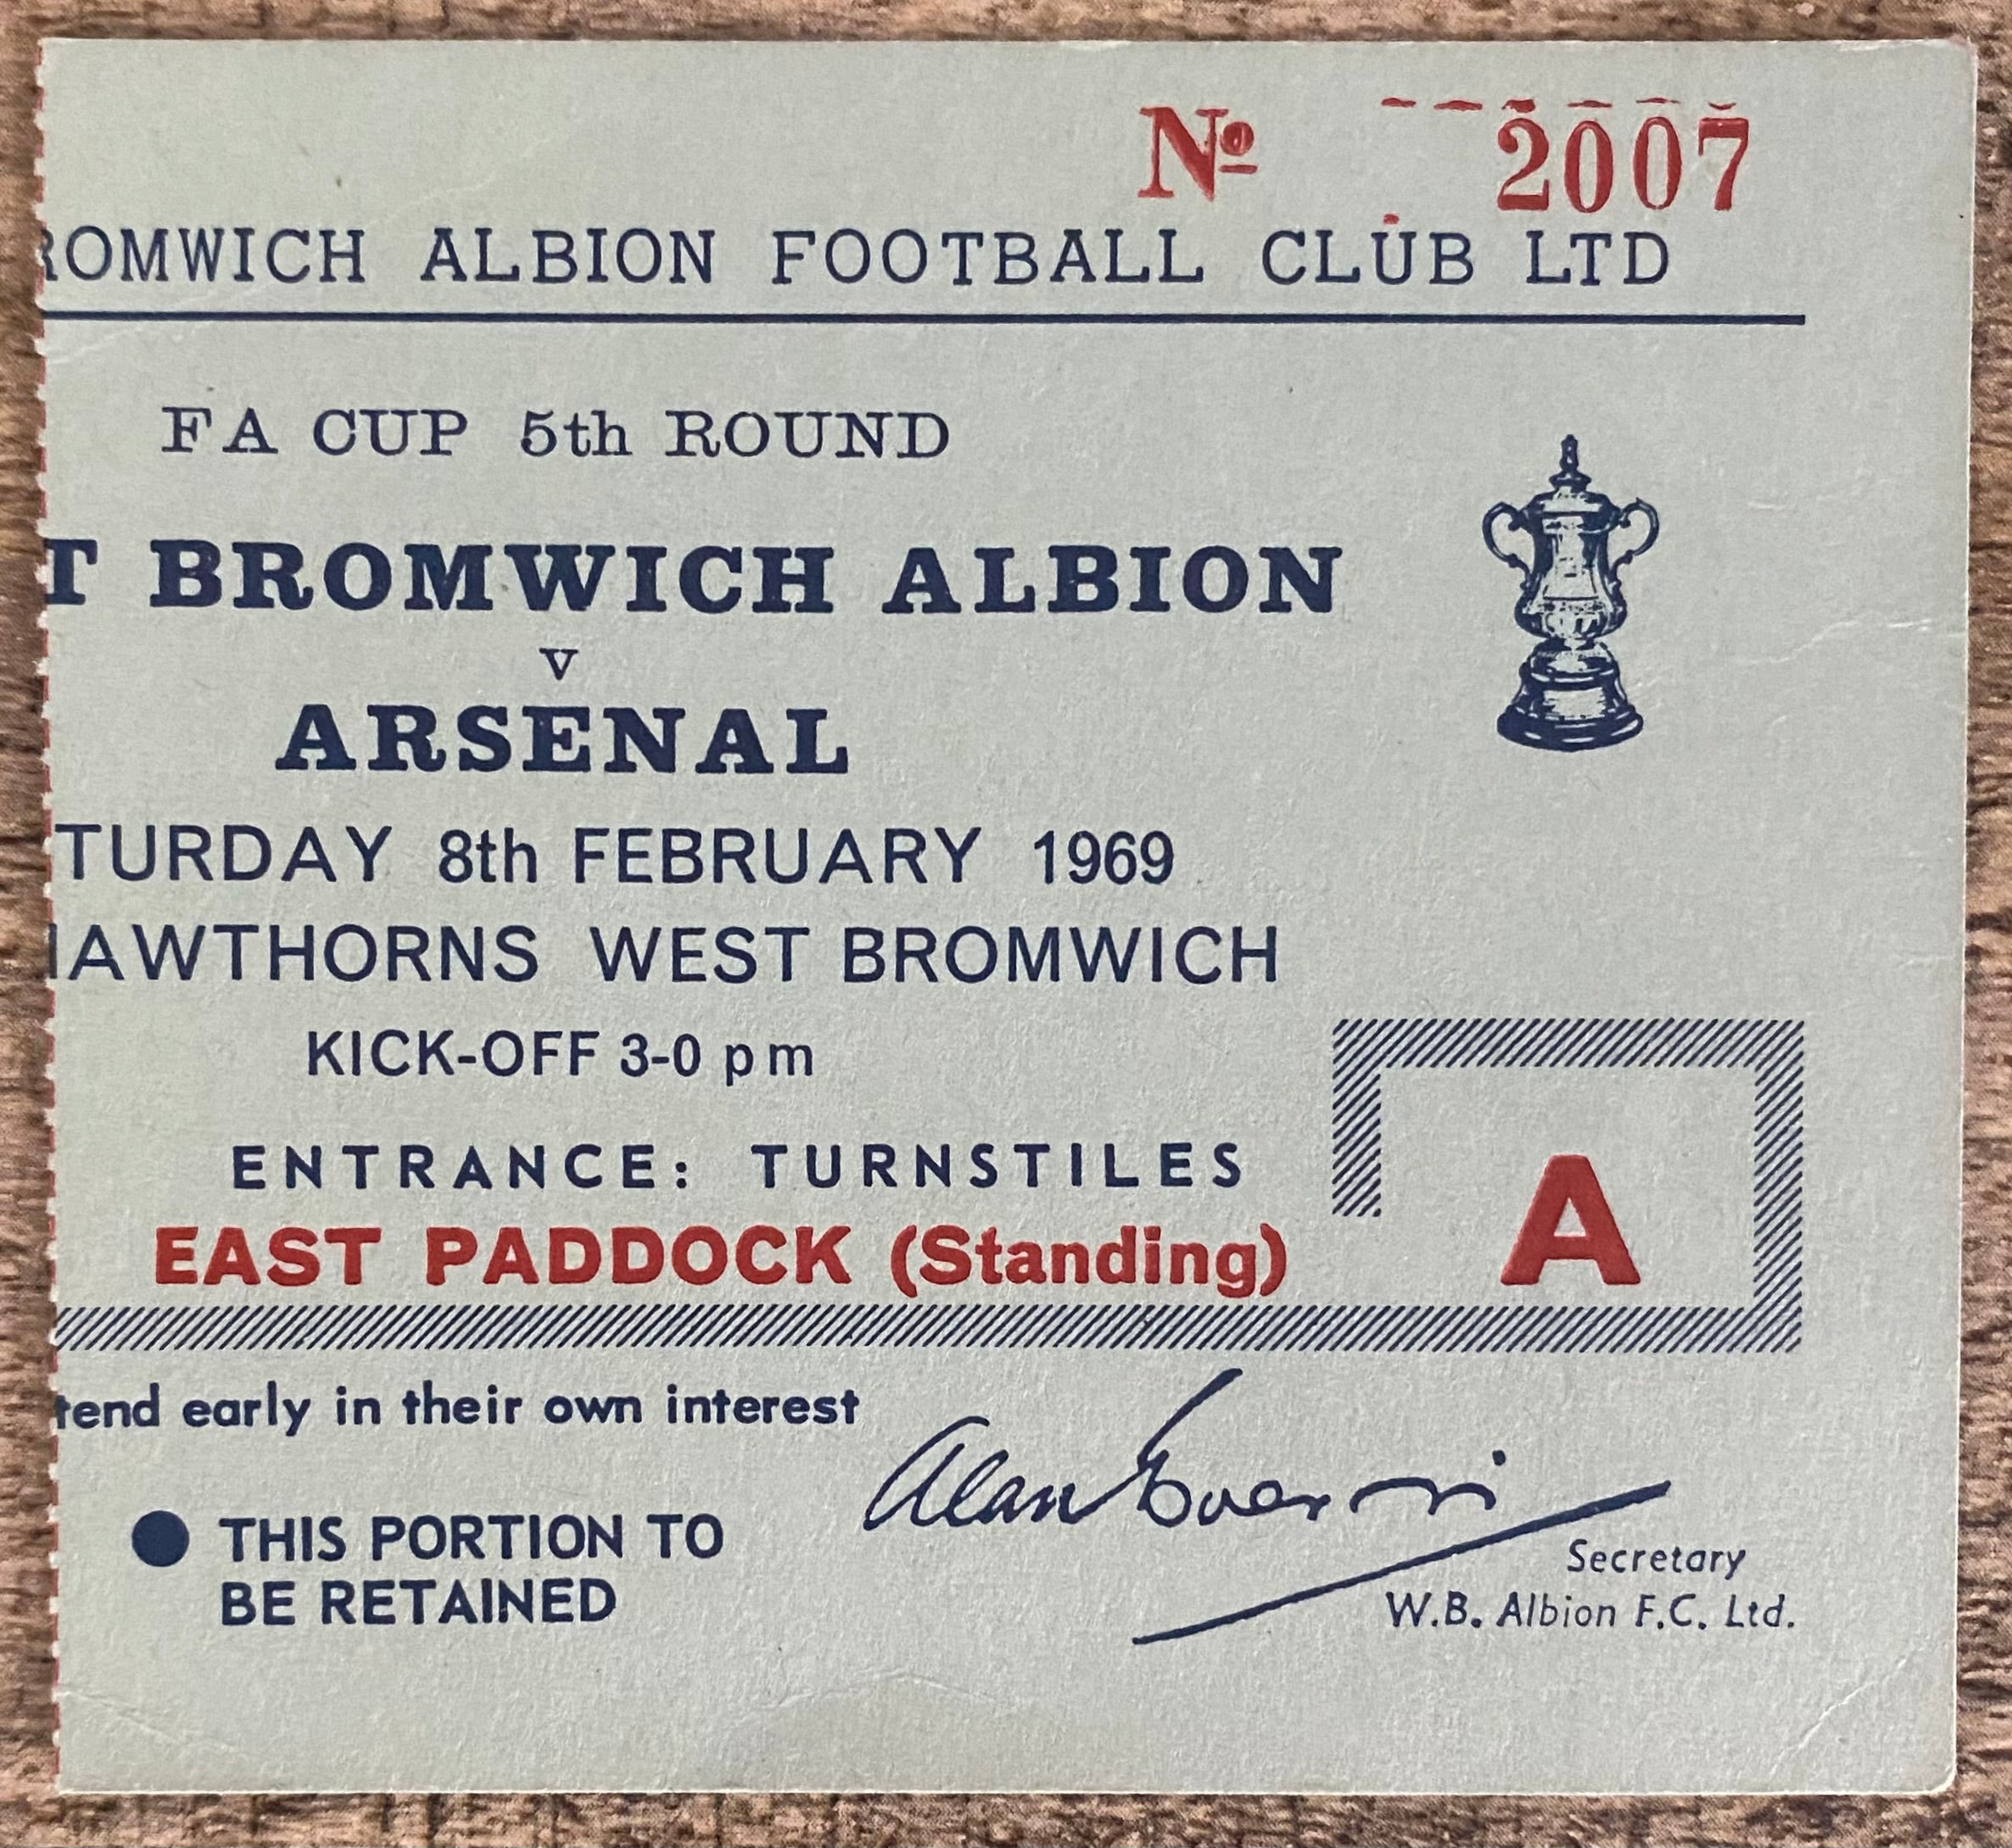 Nº 2007
ROMWICH ALBION FOOTBALL CLUB LTD
FA CUP 5th ROUND
T BROMWICH ALBION
v
ARSENAL
TURDAY 8th FEBRUARY 1969
HAWTHORNS WEST BROMWICH
KICK-OFF 3-0 pm
ENTRANCE: TURNSTILES
EAST PADDOCK (Standing) A
tend early in their own interest
Alan Everiss
● THIS PORTION TO
BE RETAINED
Secretary
W.B. Albion F.C. Ltd.